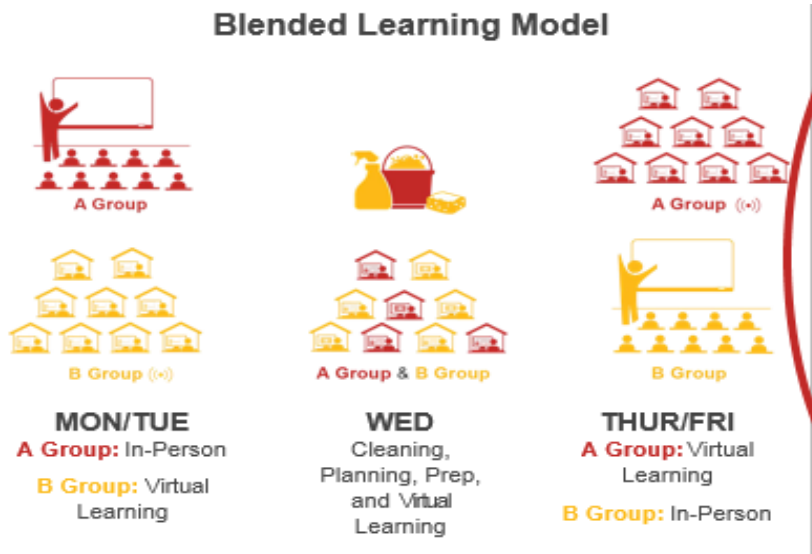 Blended Learning Model
A Group
A Group
B Group
A Group & B Group
B Group
MON/TUE
A Group: In-Person
B Group: Virtual
Learning
WED
Cleaning,
Planning, Prep,
and Virtual
Learning
THUR/FRI
A Group: Virtual
Learning
B Group: In-Person